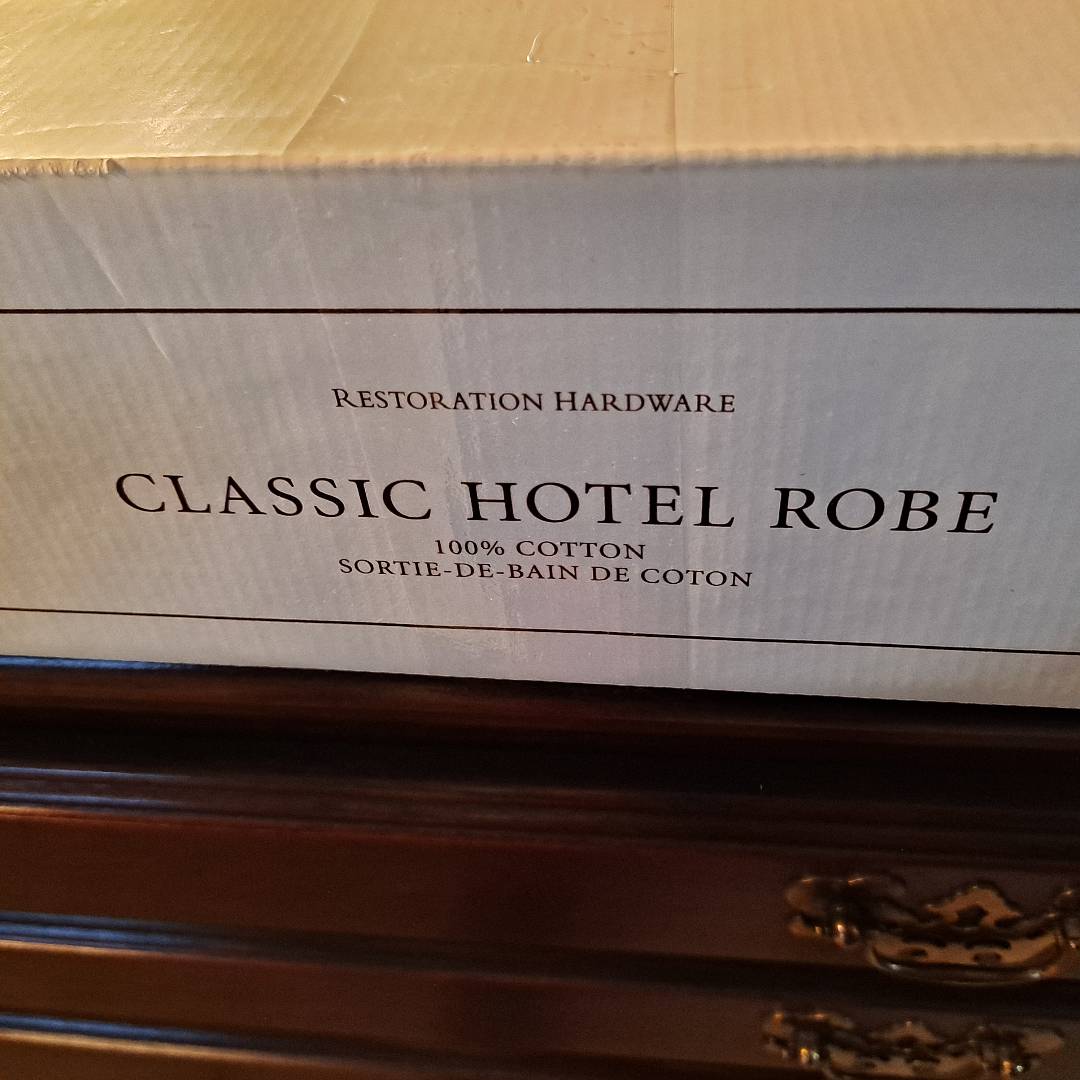 RESTORATION HARDWARE
CLASSIC HOTEL ROBE
100% COTTON
SORTIE-DE-BAIN DE COTON